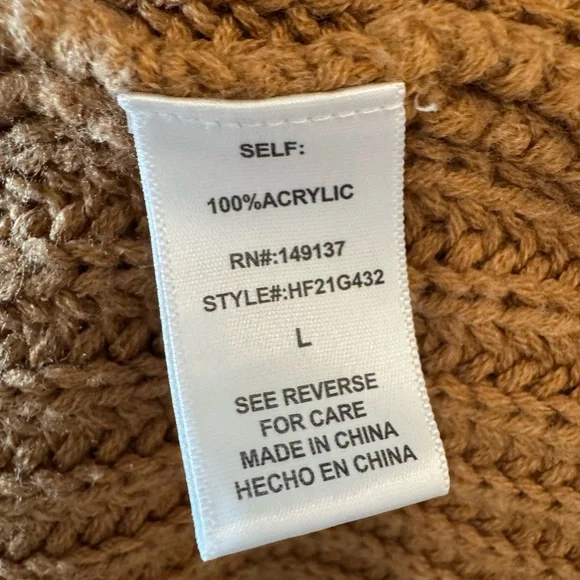 SELF:
100%ACRYLIC
RN#:149137
STYLE#:HF21G432
L
SEE REVERSE
FOR CARE
MADE IN CHINA
HECHO EN CHINA